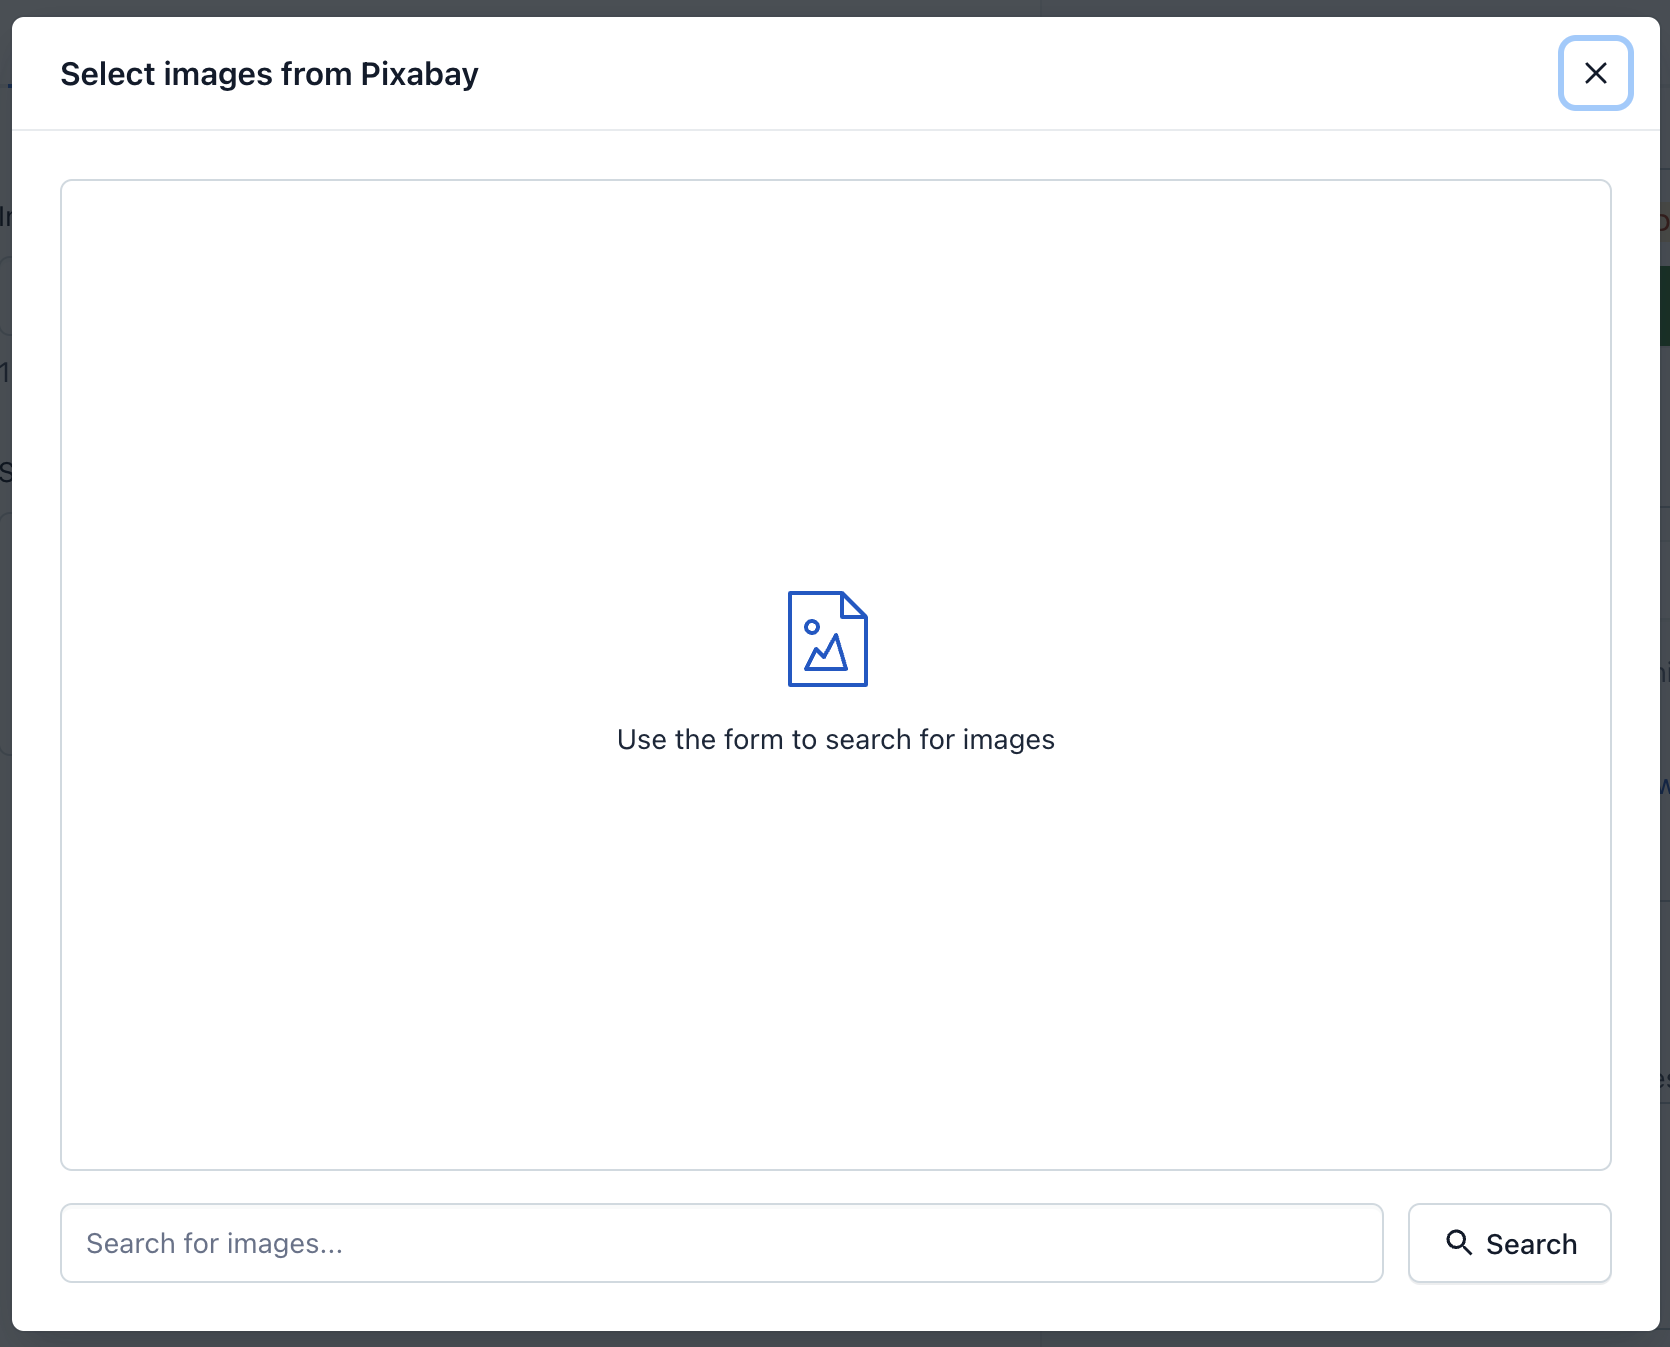 Select images from Pixabay
Use the form to search for images
Search for images...
Search